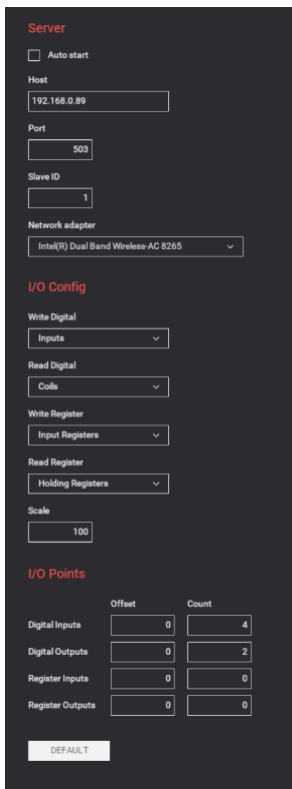 Server
Auto start
Host
192.168.0.89
Port
503
Slave ID
1
Network adapter
Intel(R) Dual Band Wireless-AC 8265
I/O Config
Write Digital
Inputs
Read Digital
Coils
Write Register
Input Registers
Read Register
Holding Registers
Scale
100
I/O Points
Offset Count
Digital Inputs 0 4
Digital Outputs 0 2
Register Inputs 0 0
Register Outputs 0 0
DEFAULT